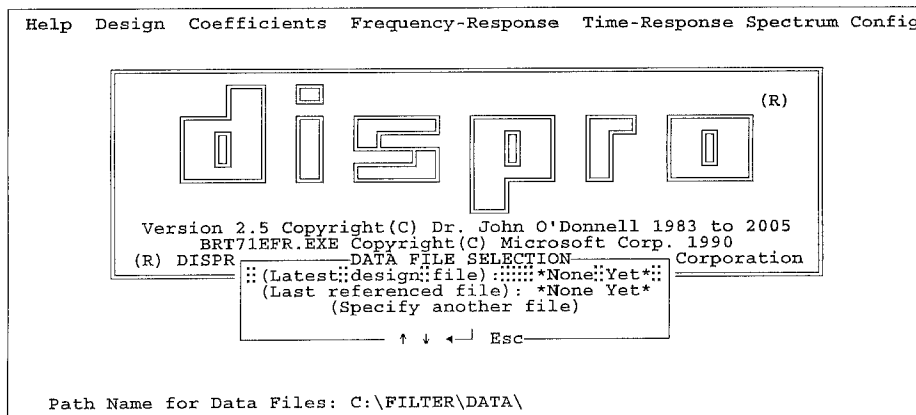 Help Design Coefficients Frequency-Response Time-Response Spectrum Config
dispro (R)
Version 2.5 Copyright(C) Dr. John O'Donnell 1983 to 2005
BRT71EFR.EXE Copyright(C) Microsoft Corp. 1990
(R) DISPR Corporation
DATA FILE SELECTION
(Latest design file): *None Yet*
(Last referenced file): *None Yet*
(Specify another file)
↑ ↓ ◄┘ Esc
Path Name for Data Files: C:\FILTER\DATA\